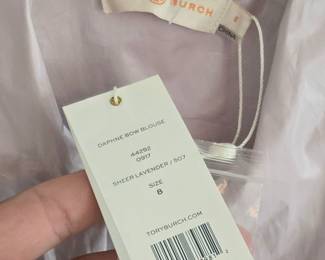 BURCH
DAPHNE BOW BLOUSE
44292
0917
SHEER LAVENDER / 507
SIZE
8
TORYBURCH.COM